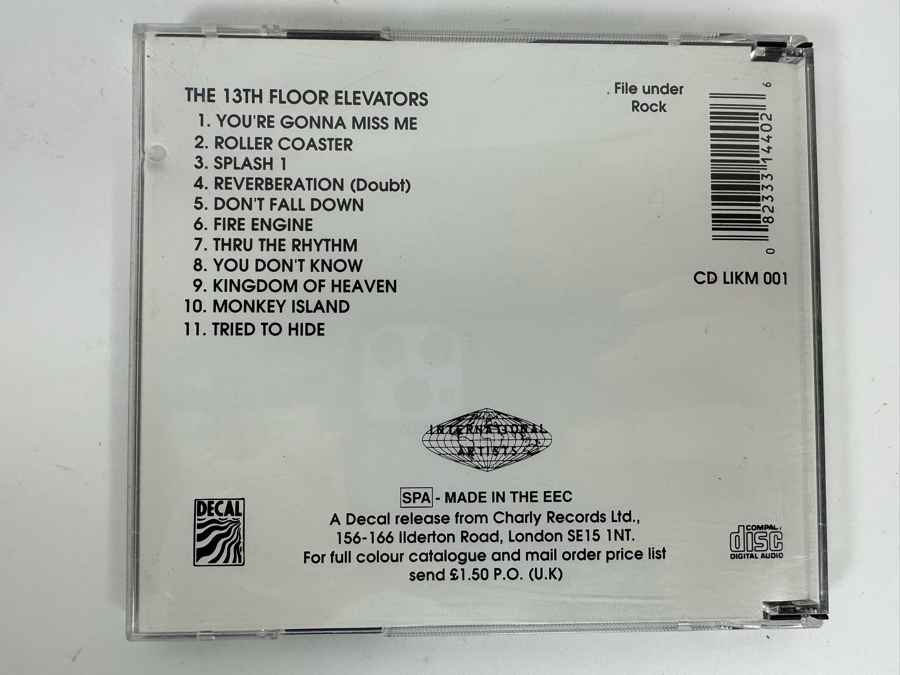 THE 13TH FLOOR ELEVATORS
1. YOU'RE GONNA MISS ME
2. ROLLER COASTER
3. SPLASH 1
4. REVERBERATION (Doubt)
5. DON'T FALL DOWN
6. FIRE ENGINE
7. THRU THE RHYTHM
8. YOU DON'T KNOW
9. KINGDOM OF HEAVEN
10. MONKEY ISLAND
11. TRIED TO HIDE
File under
Rock
0 82333 14402 6
CD LIKM 001
INTERNATIONAL
ARTISTS
SPA - MADE IN THE EEC
A Decal release from Charly Records Ltd.,
156-166 Ilderton Road, London SE15 1NT.
For full colour catalogue and mail order price list
send £1.50 P.O. (U.K)
DECAL
COMPACT
disc
DIGITAL AUDIO